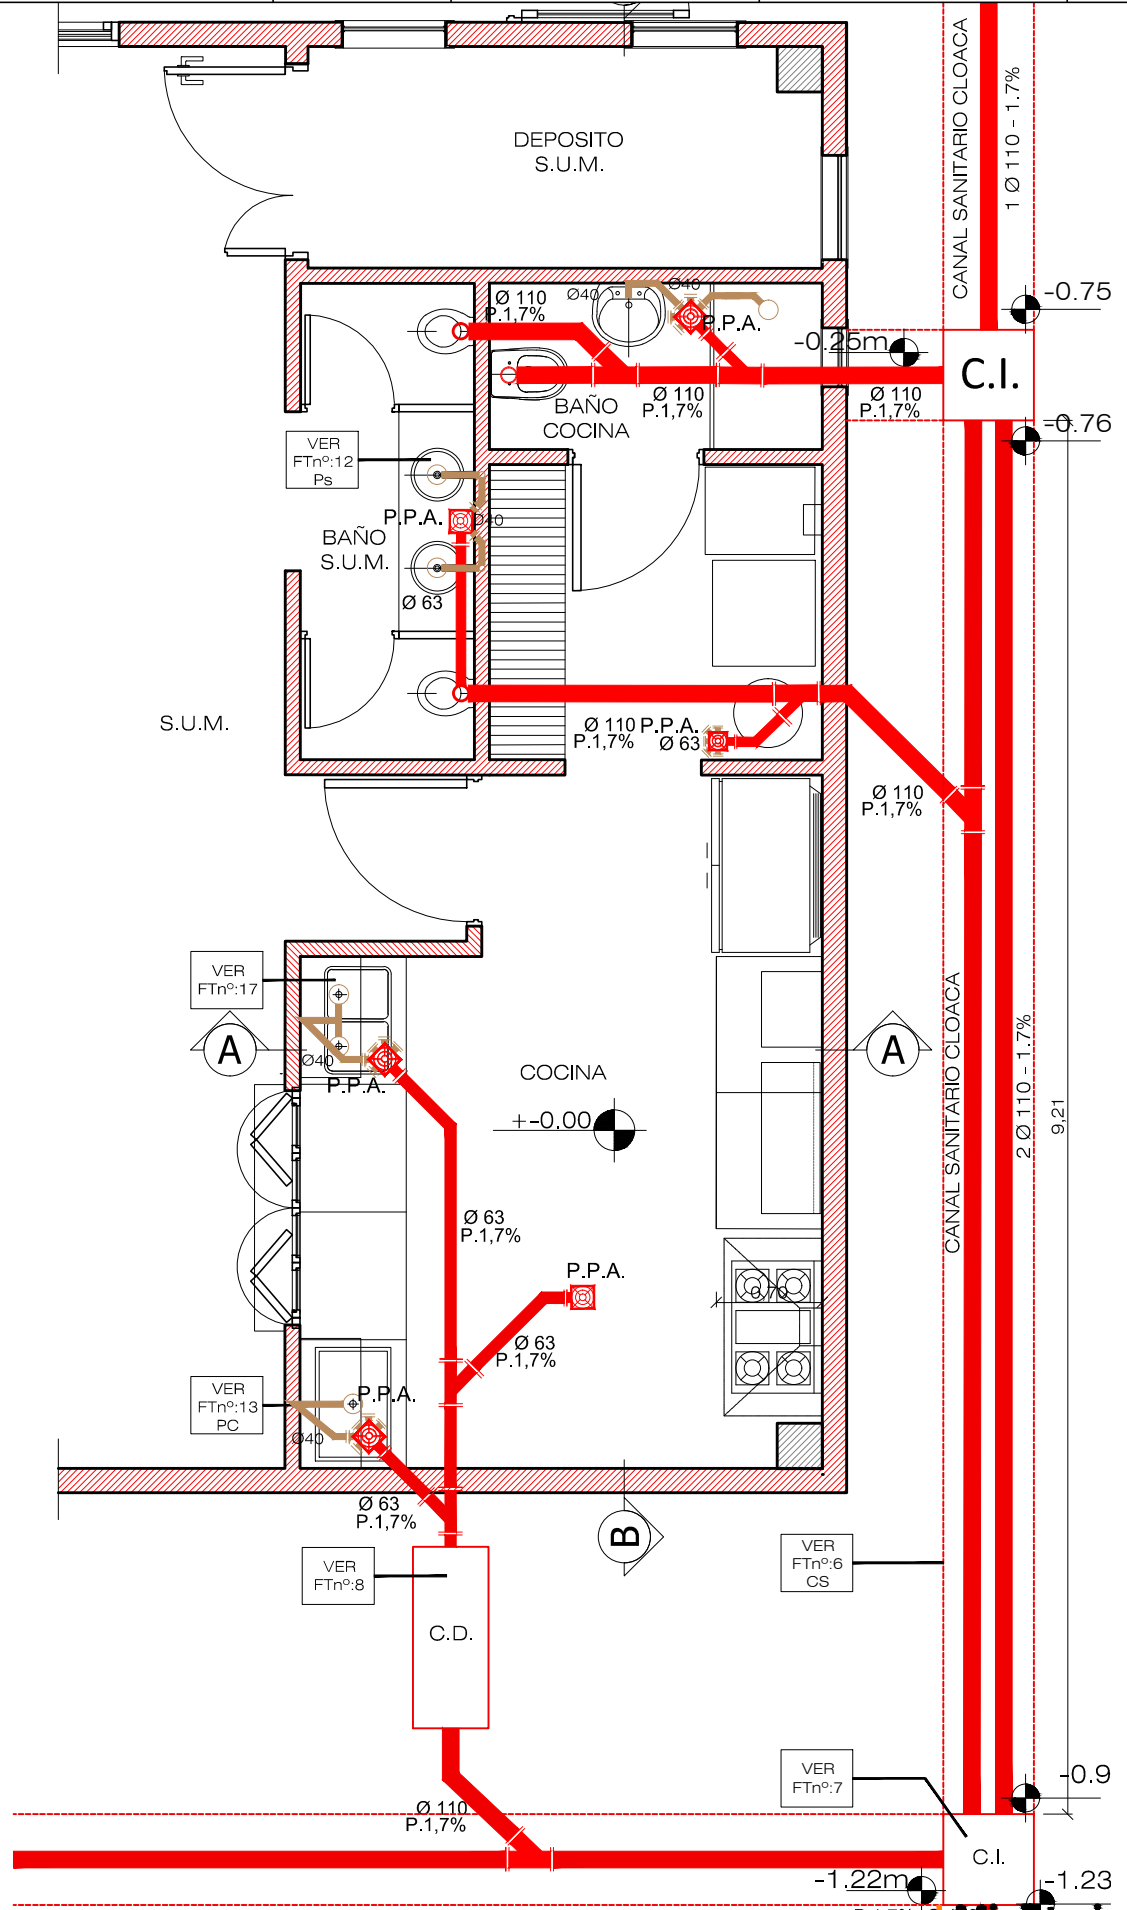 DEPOSITO
S.U.M.
CANAL SANITARIO CLOACA
1 Ø 110 - 1.7%
-0.75
Ø 110
P.1,7%
Ø40
Ø40
P.P.A.
-0.25m
C.I.
Ø 110
P.1,7%
Ø 110
P.1,7%
BAÑO
COCINA
-0.76
VER
FTnº:12
Ps
P.P.A.
Ø40
BAÑO
S.U.M.
Ø 63
S.U.M.
Ø 110
P.1,7%
P.P.A.
Ø 63
Ø 110
P.1,7%
VER
FTnº:17
A
Ø40
P.P.A.
COCINA
+-0.00
A
CANAL SANITARIO CLOACA
2 Ø 110 - 1.7%
9,21
Ø 63
P.1,7%
P.P.A.
0.70
Ø 63
P.1,7%
VER
FTnº:13
PC
P.P.A.
Ø40
Ø 63
P.1,7%
B
VER
FTnº:8
VER
FTnº:6
CS
C.D.
VER
FTnº:7
-0.9
Ø 110
P.1,7%
C.I.
-1.22m
-1.23